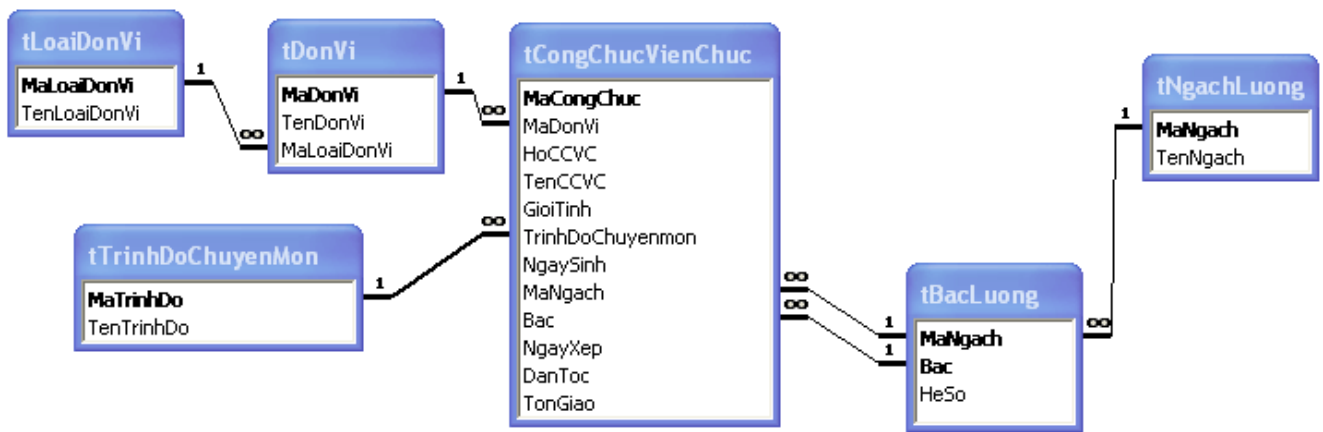 tLoaiDonVi
MaLoaiDonVi
TenLoaiDonVi
1
∞
tDonVi
MaDonVi
TenDonVi
MaLoaiDonVi
1
∞
tCongChucVienChuc
MaCongChuc
MaDonVi
HoCCVC
TenCCVC
GioiTinh
TrinhDoChuyenmon
NgaySinh
MaNgach
Bac
NgayXep
DanToc
TonGiao
tTrinhDoChuyenMon
MaTrinhDo
TenTrinhDo
1
∞
∞
∞
1
1
tBacLuong
MaNgach
Bac
HeSo
∞
1
tNgachLuong
MaNgach
TenNgach